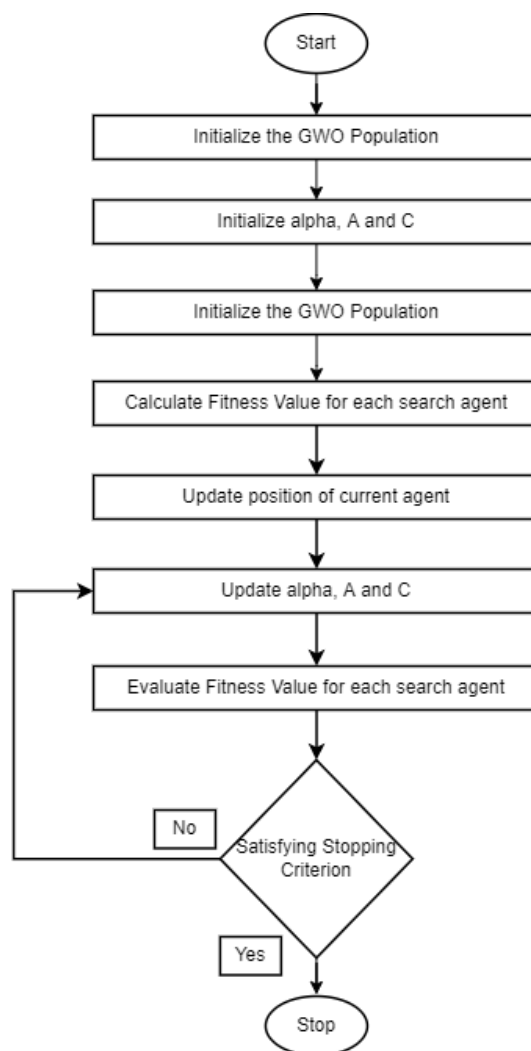 Start
Initialize the GWO Population
Initialize alpha, A and C
Initialize the GWO Population
Calculate Fitness Value for each search agent
Update position of current agent
Update alpha, A and C
Evaluate Fitness Value for each search agent
No
Satisfying Stopping
Criterion
Yes
Stop